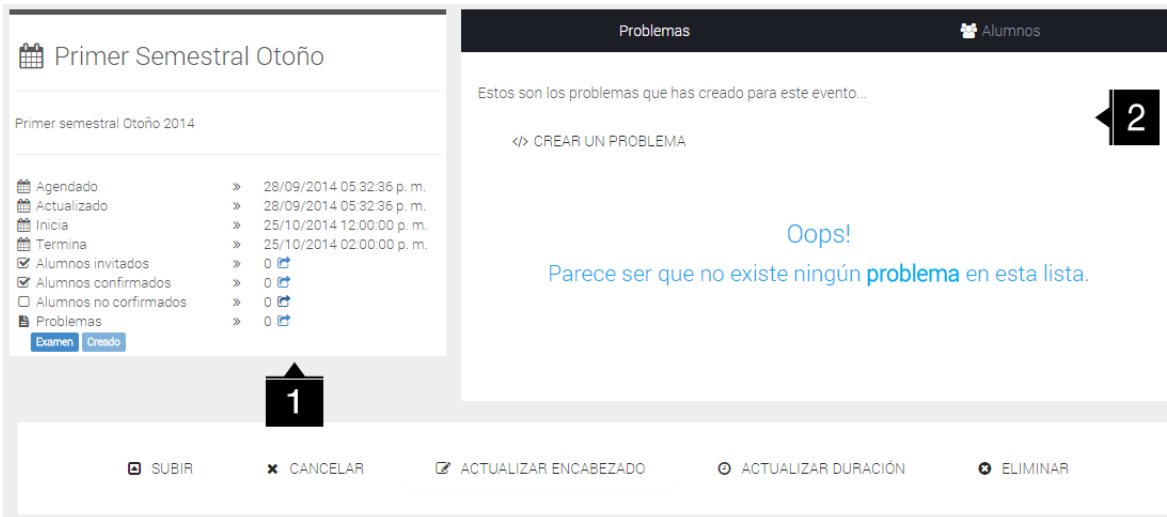 Primer Semestral Otoño
Primer semestral Otoño 2014
Agendado » 28/09/2014 05:32:36 p. m.
Actualizado » 28/09/2014 05:32:36 p. m.
Inicia » 25/10/2014 12:00:00 p. m.
Termina » 25/10/2014 02:00:00 p. m.
Alumnos invitados » 0
Alumnos confirmados » 0
Alumnos no corfirmados » 0
Problemas » 0
Examen Creado
1
Problemas Alumnos
Estos son los problemas que has creado para este evento...
2
</> CREAR UN PROBLEMA
Oops!
Parece ser que no existe ningún problema en esta lista.
SUBIR CANCELAR ACTUALIZAR ENCABEZADO ACTUALIZAR DURACIÓN ELIMINAR